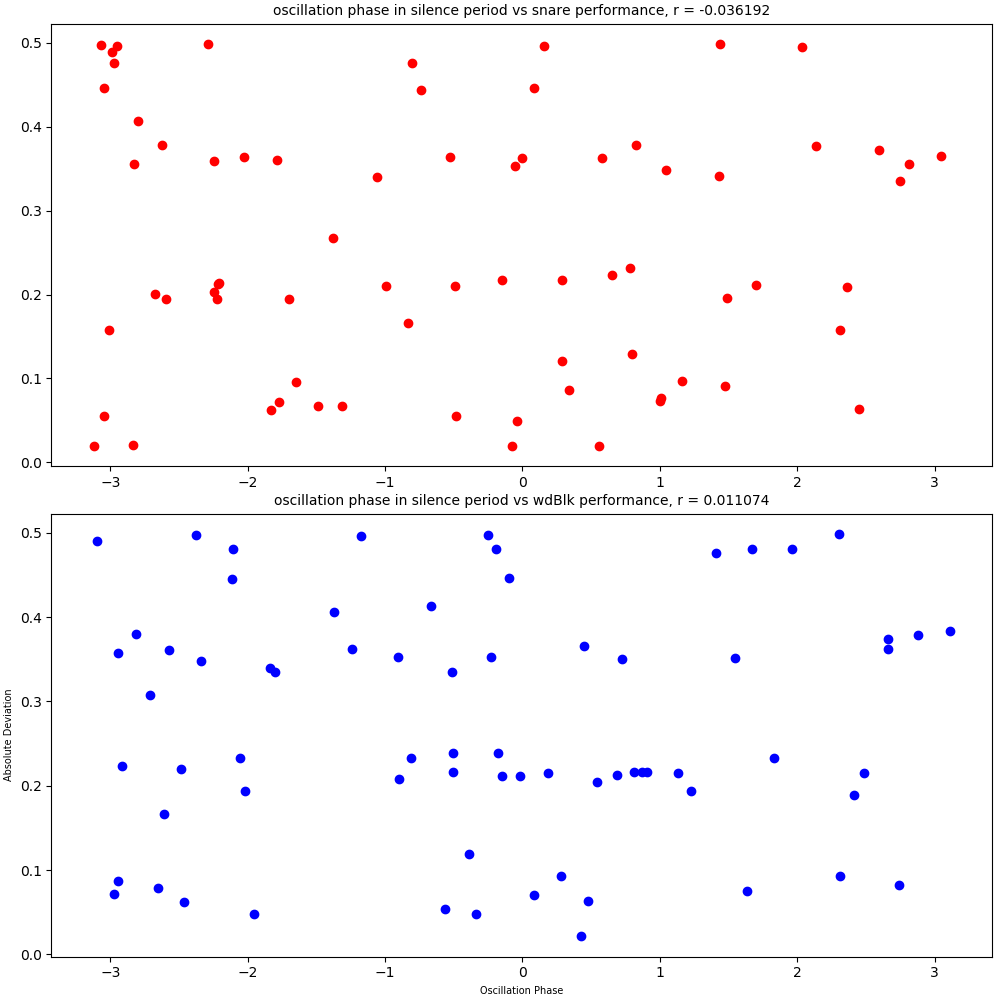 oscillation phase in silence period vs snare performance, r = -0.036192
0.5
0.4
0.3
0.2
0.1
0.0
−3 −2 −1 0 1 2 3
oscillation phase in silence period vs wdBlk performance, r = 0.011074
Absolute Deviation
0.5
0.4
0.3
0.2
0.1
0.0
−3 −2 −1 0 1 2 3
Oscillation Phase